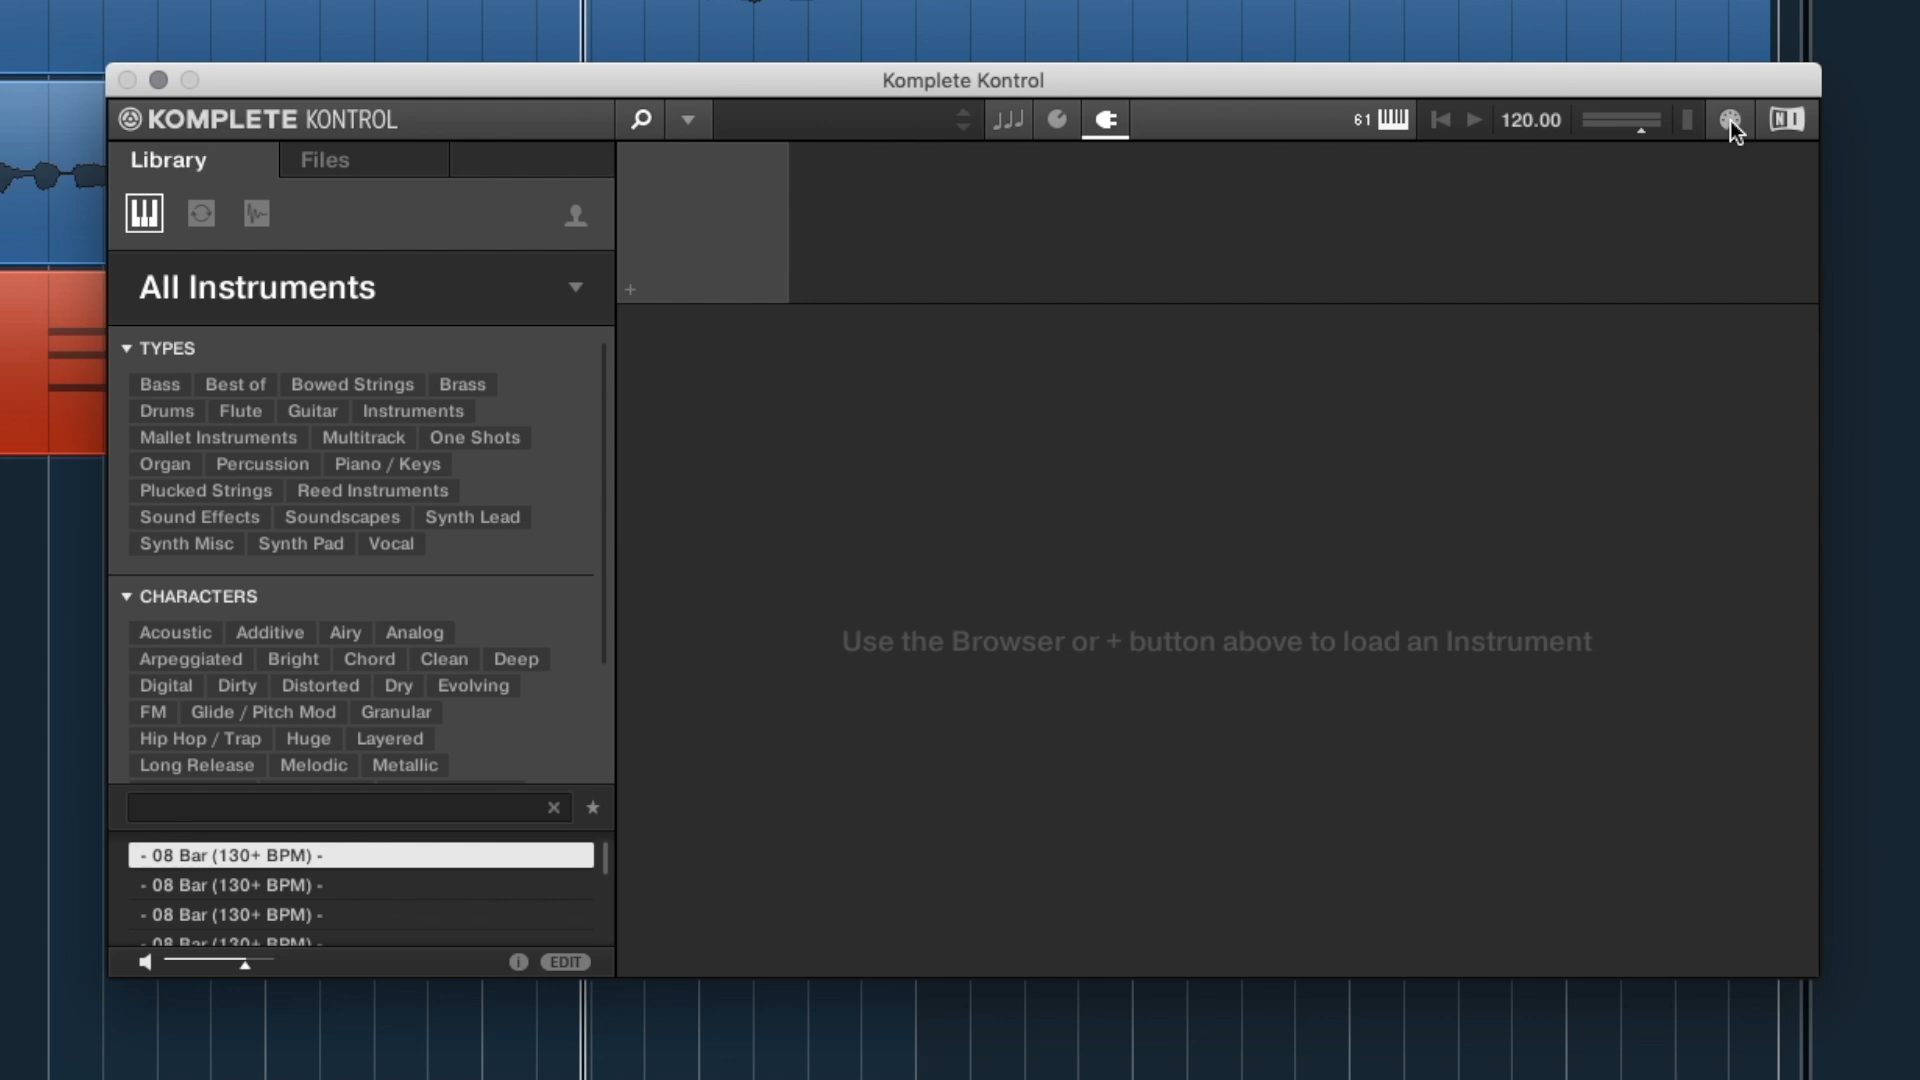 Komplete Kontrol
KOMPLETE KONTROL
61
120.00
NI
Library
Files
All Instruments
TYPES
Bass Best of Bowed Strings Brass
Drums Flute Guitar Instruments
Mallet Instruments Multitrack One Shots
Organ Percussion Piano / Keys
Plucked Strings Reed Instruments
Sound Effects Soundscapes Synth Lead
Synth Misc Synth Pad Vocal
CHARACTERS
Acoustic Additive Airy Analog
Arpeggiated Bright Chord Clean Deep
Digital Dirty Distorted Dry Evolving
FM Glide / Pitch Mod Granular
Hip Hop / Trap Huge Layered
Long Release Melodic Metallic
- 08 Bar (130+ BPM) -
- 08 Bar (130+ BPM) -
- 08 Bar (130+ BPM) -
- 08 Bar (130+ BPM) -
EDIT
+
Use the Browser or + button above to load an Instrument